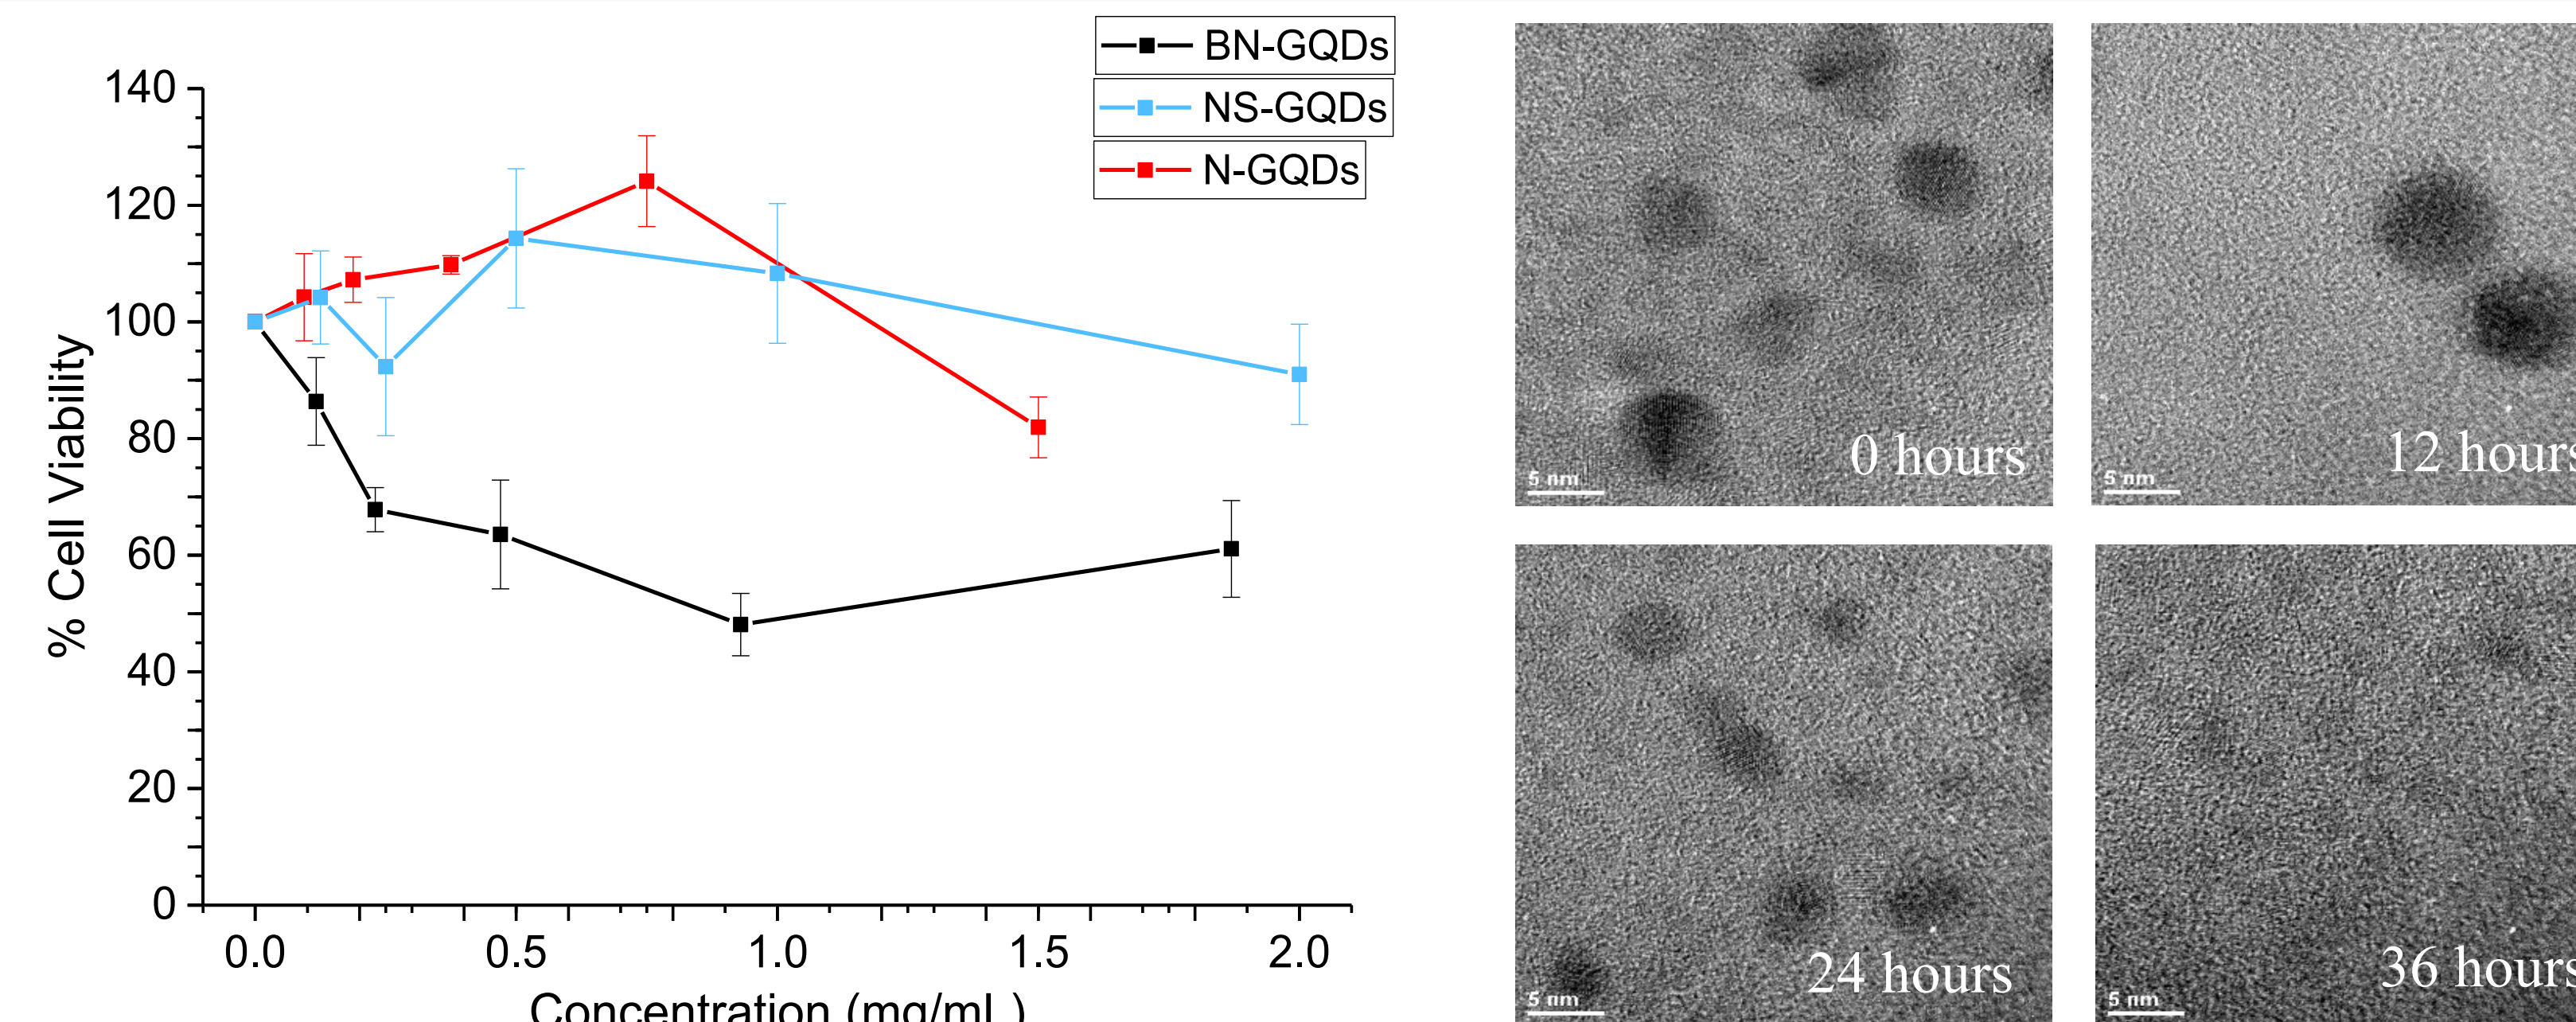 BN-GQDs
NS-GQDs
N-GQDs
140
120
100
80
60
40
20
0
% Cell Viability
0.0 0.5 1.0 1.5 2.0
Concentration (mg/mL)
0 hours
5 nm
12 hours
5 nm
24 hours
5 nm
36 hours
5 nm